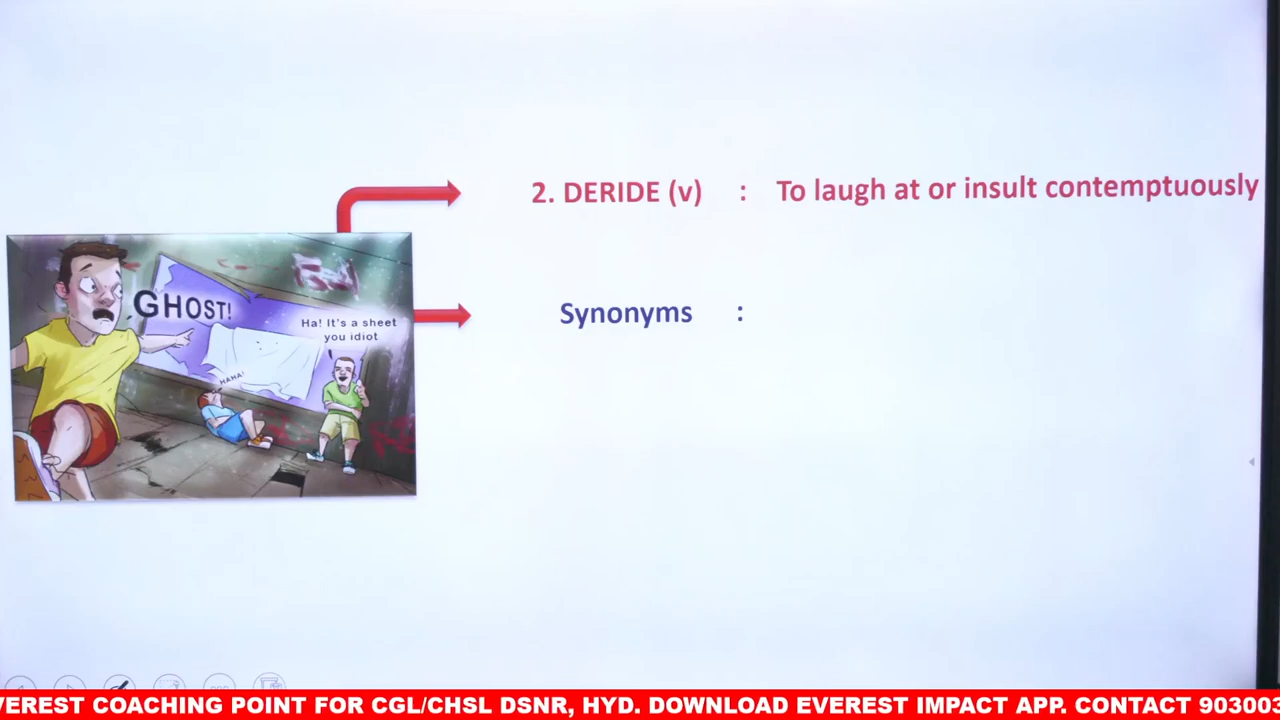 2. DERIDE (v) : To laugh at or insult contemptuously
GHOST!
Ha! It's a sheet
you idiot
Synonyms :
HAHA!
EVEREST COACHING POINT FOR CGL/CHSL DSNR, HYD. DOWNLOAD EVEREST IMPACT APP. CONTACT 903003